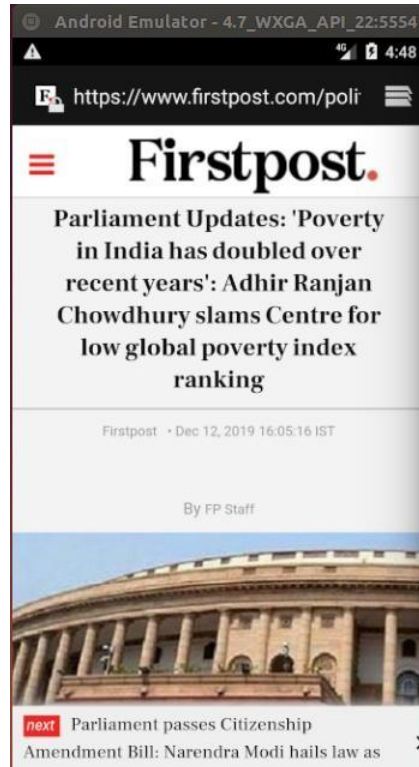 Android Emulator - 4.7_WXGA_API_22:5554
4G 4:48
https://www.firstpost.com/poli
Firstpost.
Parliament Updates: 'Poverty
in India has doubled over
recent years': Adhir Ranjan
Chowdhury slams Centre for
low global poverty index
ranking
Firstpost • Dec 12, 2019 16:05:16 IST
By FP Staff
next Parliament passes Citizenship
Amendment Bill: Narendra Modi hails law as